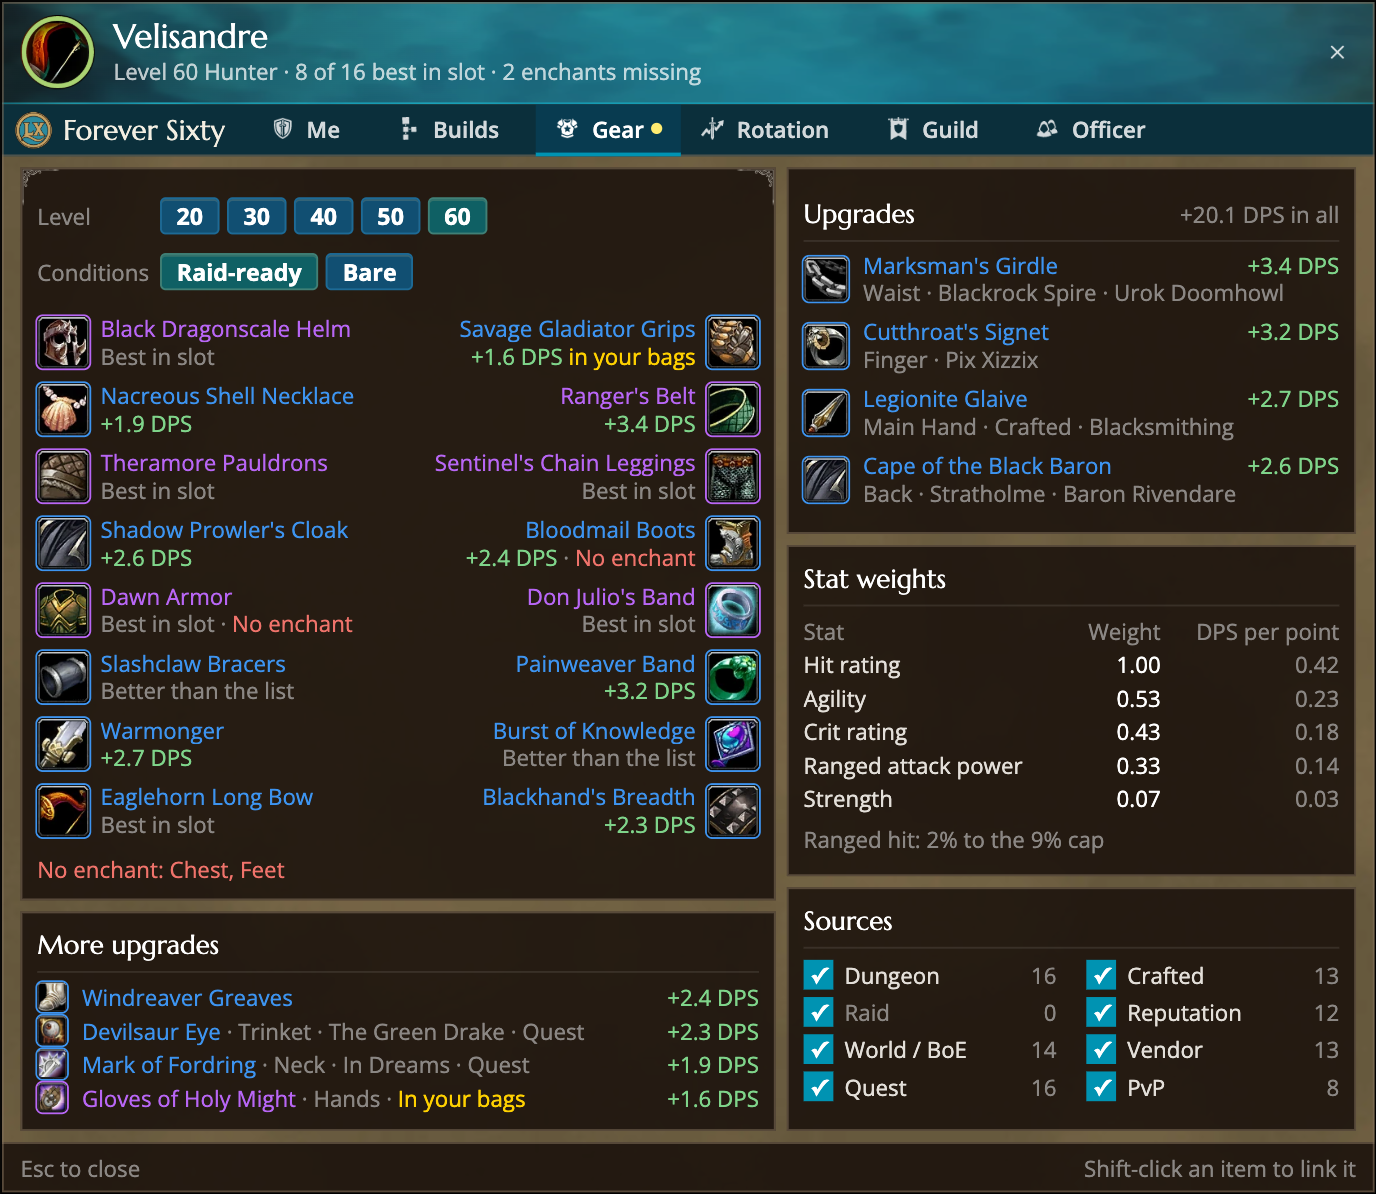 Velisandre
Level 60 Hunter · 8 of 16 best in slot · 2 enchants missing
×
LX Forever Sixty Me Builds Gear Rotation Guild Officer
Level 20 30 40 50 60
Conditions Raid-ready Bare
Black Dragonscale Helm
Best in slot
Savage Gladiator Grips
+1.6 DPS in your bags
Nacreous Shell Necklace
+1.9 DPS
Ranger's Belt
+3.4 DPS
Theramore Pauldrons
Best in slot
Sentinel's Chain Leggings
Best in slot
Shadow Prowler's Cloak
+2.6 DPS
Bloodmail Boots
+2.4 DPS · No enchant
Dawn Armor
Best in slot · No enchant
Don Julio's Band
Best in slot
Slashclaw Bracers
Better than the list
Painweaver Band
+3.2 DPS
Warmonger
+2.7 DPS
Burst of Knowledge
Better than the list
Eaglehorn Long Bow
Best in slot
Blackhand's Breadth
+2.3 DPS
No enchant: Chest, Feet
More upgrades
Windreaver Greaves +2.4 DPS
Devilsaur Eye · Trinket · The Green Drake · Quest +2.3 DPS
Mark of Fordring · Neck · In Dreams · Quest +1.9 DPS
Gloves of Holy Might · Hands · In your bags +1.6 DPS
Upgrades +20.1 DPS in all
Marksman's Girdle +3.4 DPS
Waist · Blackrock Spire · Urok Doomhowl
Cutthroat's Signet +3.2 DPS
Finger · Pix Xizzix
Legionite Glaive +2.7 DPS
Main Hand · Crafted · Blacksmithing
Cape of the Black Baron +2.6 DPS
Back · Stratholme · Baron Rivendare
Stat weights
Stat Weight DPS per point
Hit rating 1.00 0.42
Agility 0.53 0.23
Crit rating 0.43 0.18
Ranged attack power 0.33 0.14
Strength 0.07 0.03
Ranged hit: 2% to the 9% cap
Sources
Dungeon 16 Crafted 13
Raid 0 Reputation 12
World / BoE 14 Vendor 13
Quest 16 PvP 8
Esc to close
Shift-click an item to link it